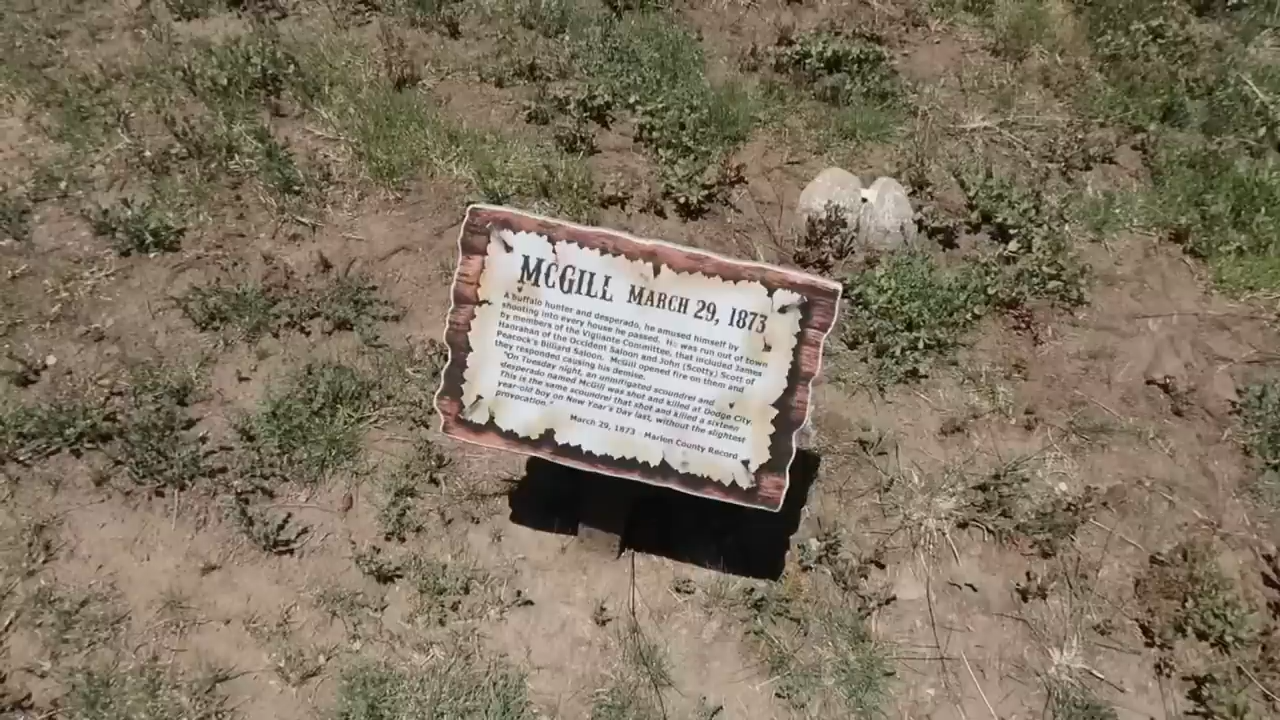 MCGILL MARCH 29, 1873
A buffalo hunter and desperado, he amused himself by
shooting into every house he passed. He was run out of town
by members of the Vigilante Committee, that included James
Hanrahan of the Occident Saloon and John (Scotty) Scott of
Peacock's Billiard Saloon. McGill opened fire on them and
they responded causing his demise.
"On Tuesday night, an unmitigated scoundrel and
desperado named McGill was shot and killed at Dodge City.
This is the same scoundrel that shot and killed a sixteen
year-old boy on New Year's Day last, without the slightest
provocation."
March 29, 1873 - Marion County Record